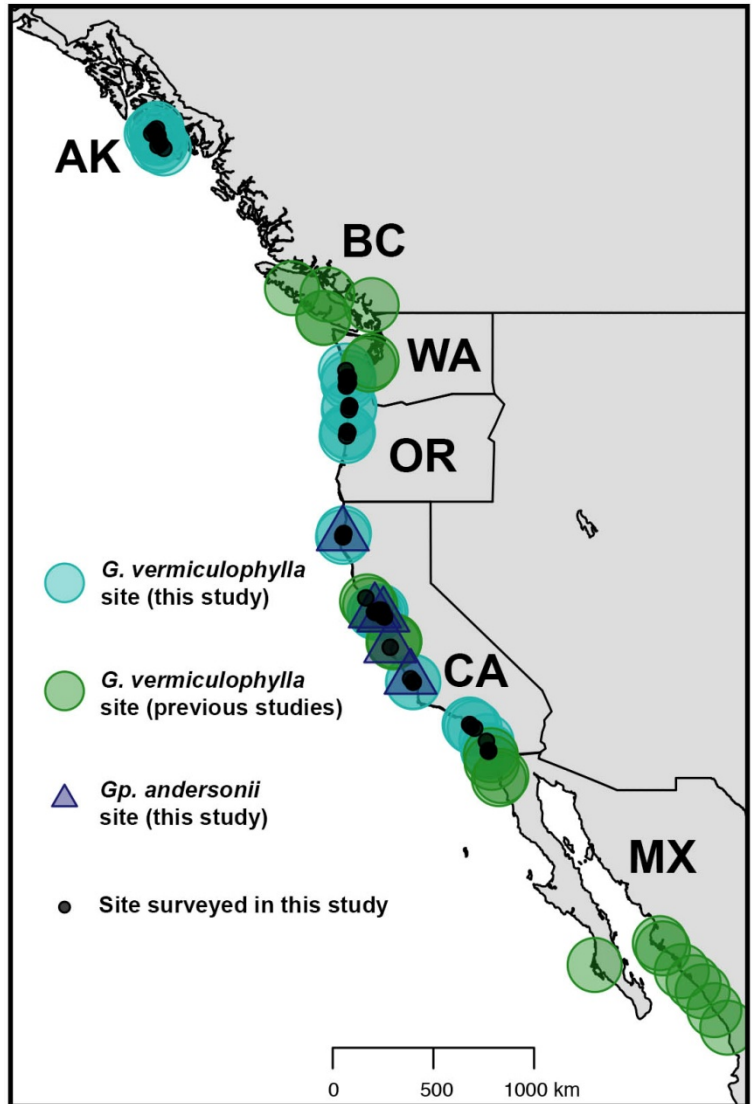 AK
BC
WA
OR
G. vermiculophylla
site (this study)
CA
G. vermiculophylla
site (previous studies)
Gp. andersonii
site (this study)
MX
Site surveyed in this study
0 500 1000 km